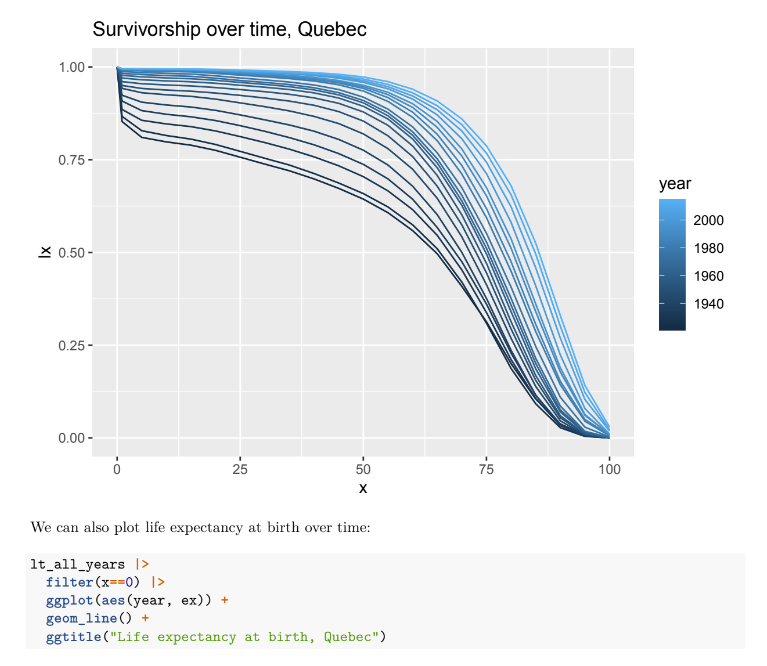 Survivorship over time, Quebec
1.00
0.75
0.50
0.25
0.00
lx
0 25 50 75 100
x
year
2000
1980
1960
1940
We can also plot life expectancy at birth over time:
lt_all_years |>
  filter(x==0) |>
  ggplot(aes(year, ex)) +
  geom_line() +
  ggtitle("Life expectancy at birth, Quebec")